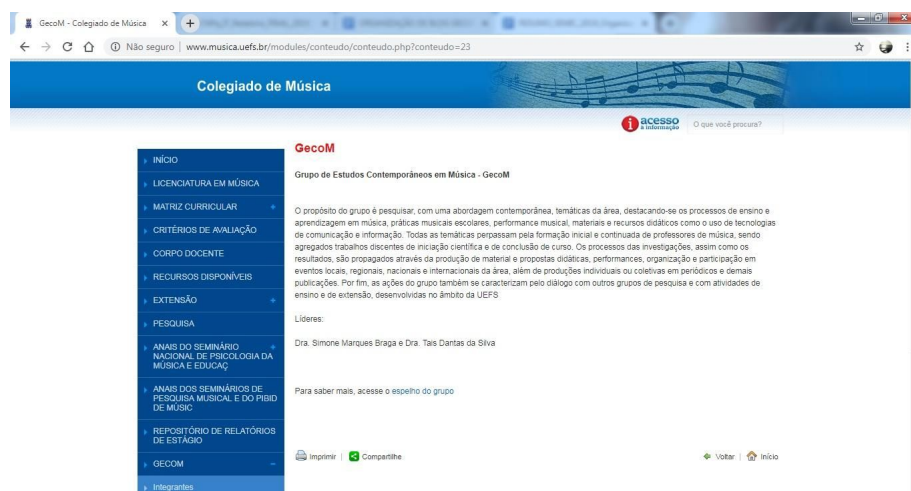 GecoM - Colegiado de Música
Não seguro | www.musica.uefs.br/modules/conteudo/conteudo.php?conteudo=23
Colegiado de Música
acesso
à informação
O que você procura?
INÍCIO
LICENCIATURA EM MÚSICA
MATRIZ CURRICULAR
CRITÉRIOS DE AVALIAÇÃO
CORPO DOCENTE
RECURSOS DISPONÍVEIS
EXTENSÃO
PESQUISA
ANAIS DO SEMINÁRIO
NACIONAL DE PSICOLOGIA DA
MÚSICA E EDUCAÇ
ANAIS DOS SEMINÁRIOS DE
PESQUISA MUSICAL E DO PIBID
DE MÚSIC
REPOSITÓRIO DE RELATÓRIOS
DE ESTÁGIO
GECOM
Integrantes
GecoM
Grupo de Estudos Contemporâneos em Música - GecoM
O propósito do grupo é pesquisar, com uma abordagem contemporânea, temáticas da área, destacando-se os processos de ensino e
aprendizagem em música, práticas musicais escolares, performance musical, materiais e recursos didáticos como o uso de tecnologias
de comunicação e informação. Todas as temáticas perpassam pela formação inicial e continuada de professores de música, sendo
agregados trabalhos discentes de iniciação científica e de conclusão de curso. Os processos das investigações, assim como os
resultados, são propagados através da produção de material e propostas didáticas, performances, organização e participação em
eventos locais, regionais, nacionais e internacionais da área, além de produções individuais ou coletivas em periódicos e demais
publicações. Por fim, as ações do grupo também se caracterizam pelo diálogo com outros grupos de pesquisa e com atividades de
ensino e de extensão, desenvolvidas no âmbito da UEFS
Líderes:
Dra. Simone Marques Braga e Dra. Tais Dantas da Silva
Para saber mais, acesse o espelho do grupo
Imprimir | Compartilhe
Voltar | Início